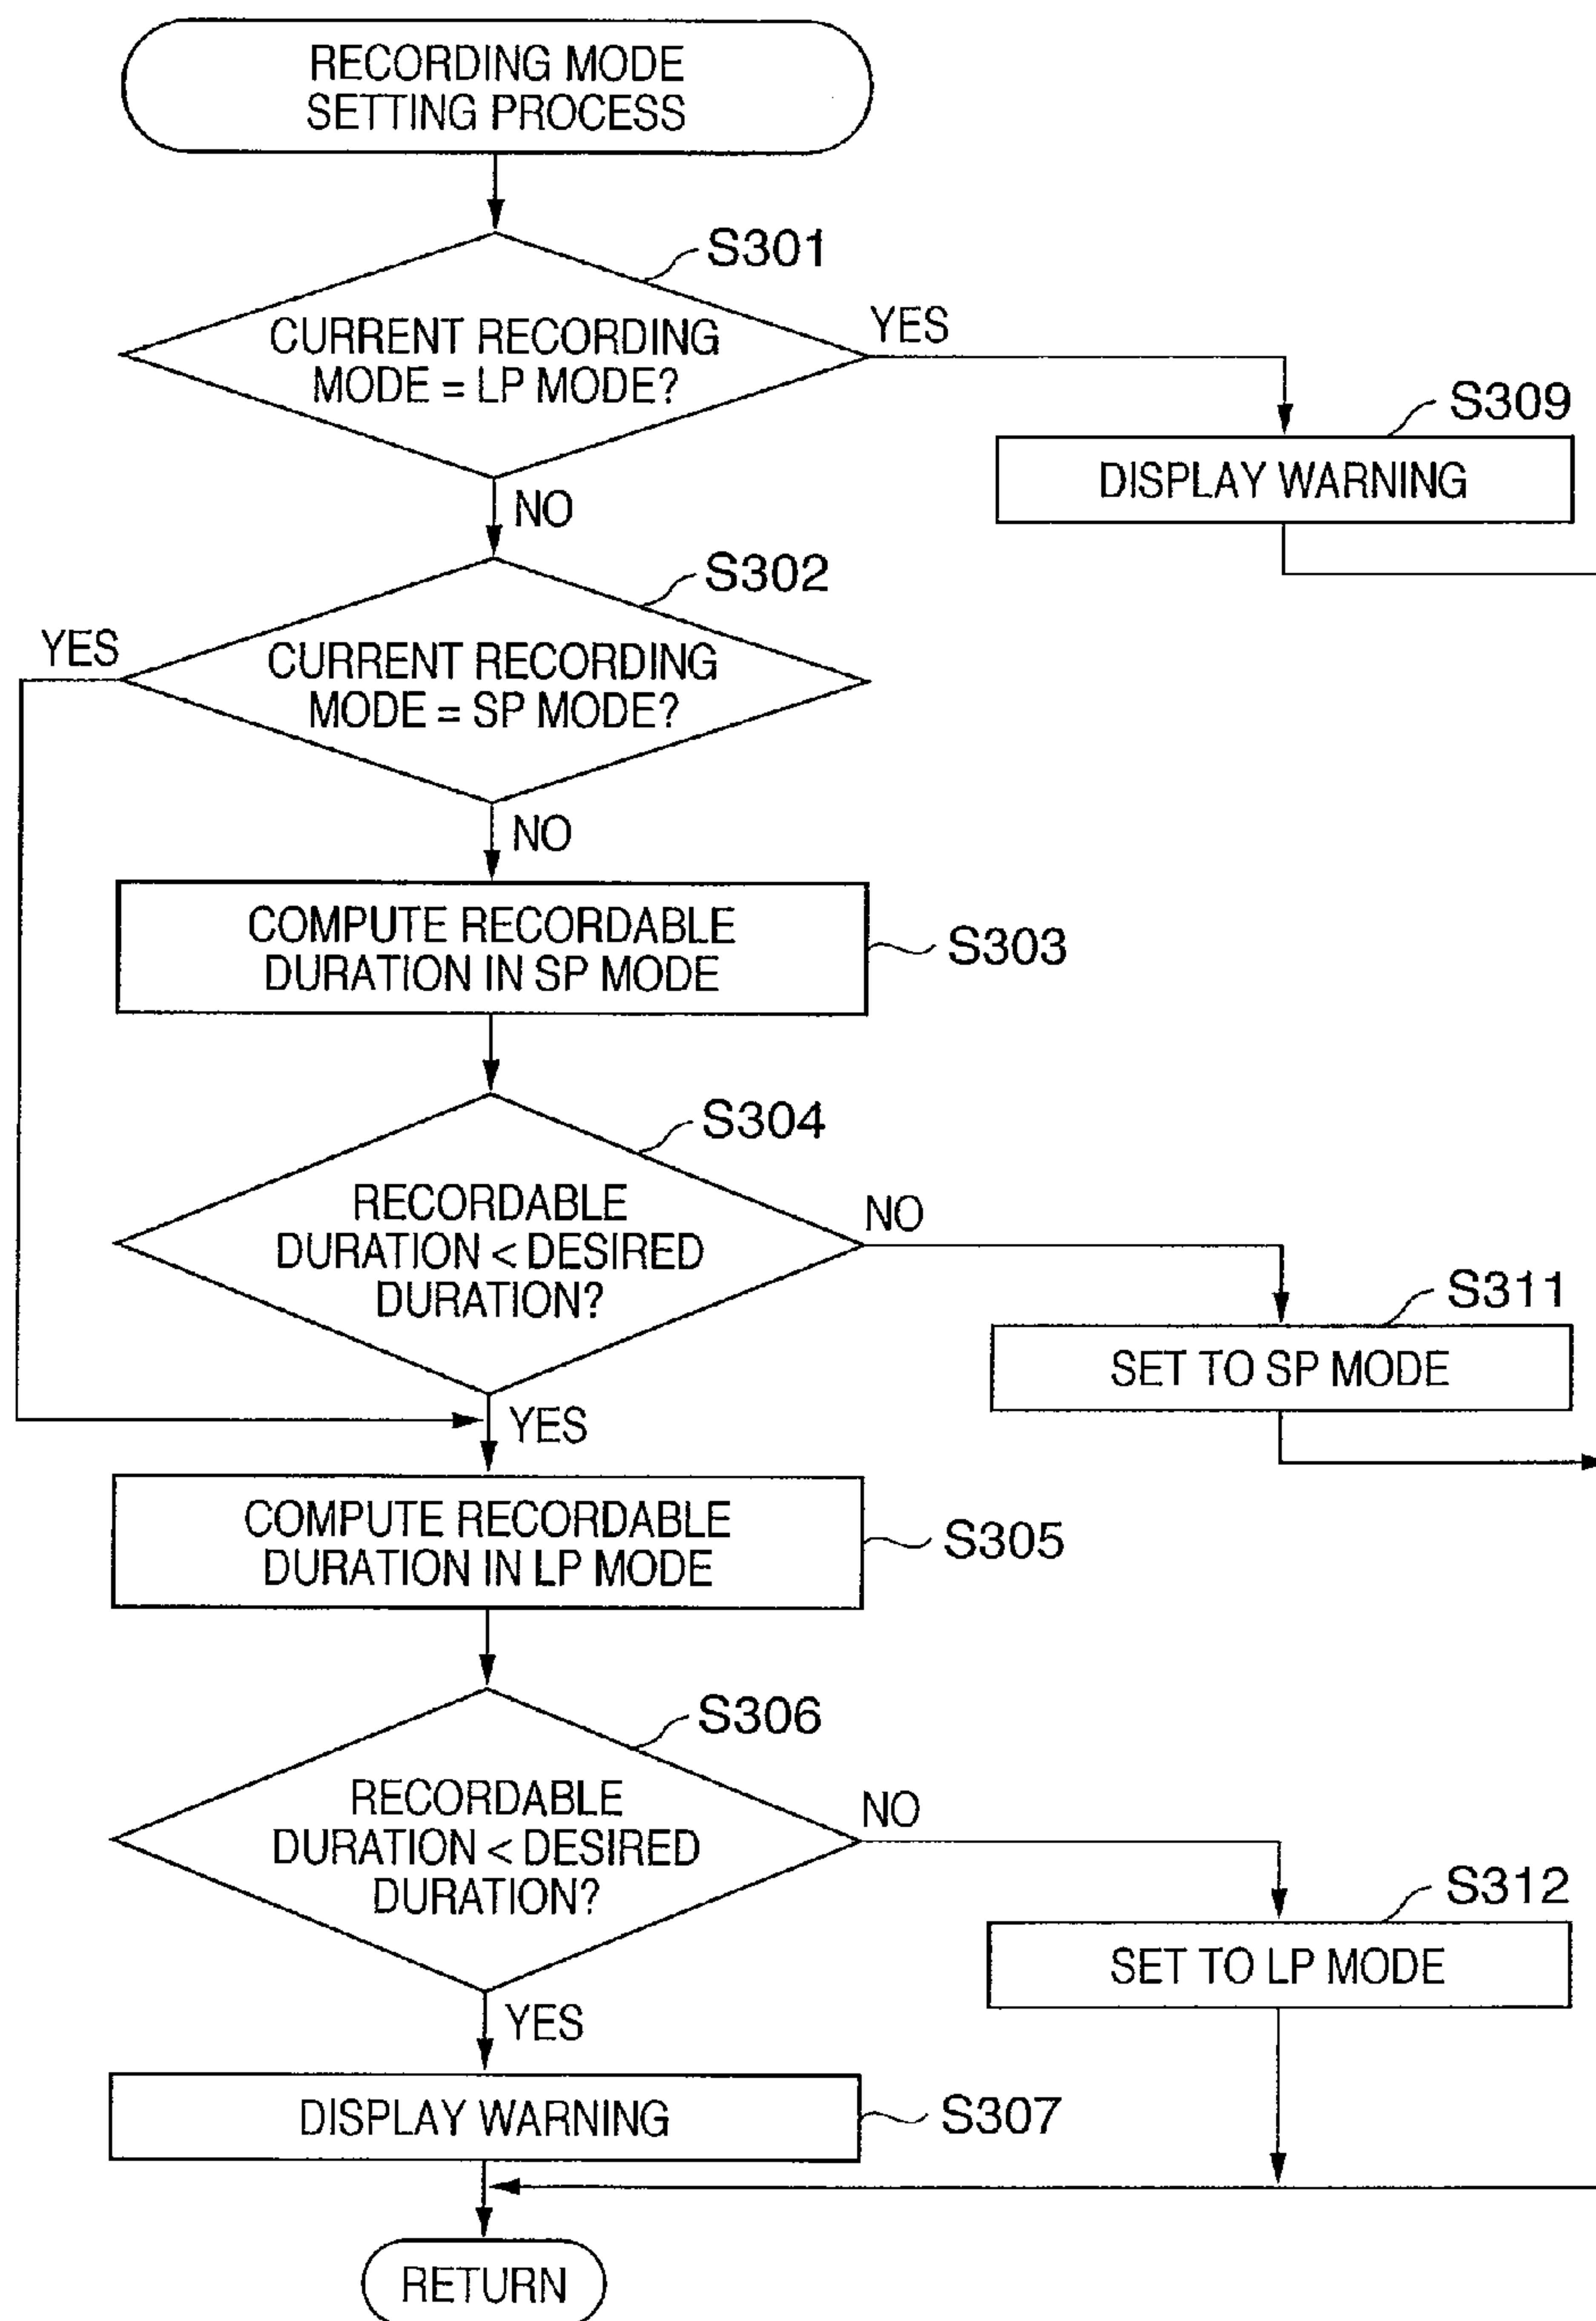 RECORDING MODE
SETTING PROCESS
S301
CURRENT RECORDING
MODE = LP MODE?
YES
S309
DISPLAY WARNING
NO
S302
YES
CURRENT RECORDING
MODE = SP MODE?
NO
COMPUTE RECORDABLE
DURATION IN SP MODE
S303
S304
RECORDABLE
DURATION < DESIRED
DURATION?
NO
S311
SET TO SP MODE
YES
COMPUTE RECORDABLE
DURATION IN LP MODE
S305
S306
RECORDABLE
DURATION < DESIRED
DURATION?
NO
S312
SET TO LP MODE
YES
DISPLAY WARNING
S307
RETURN